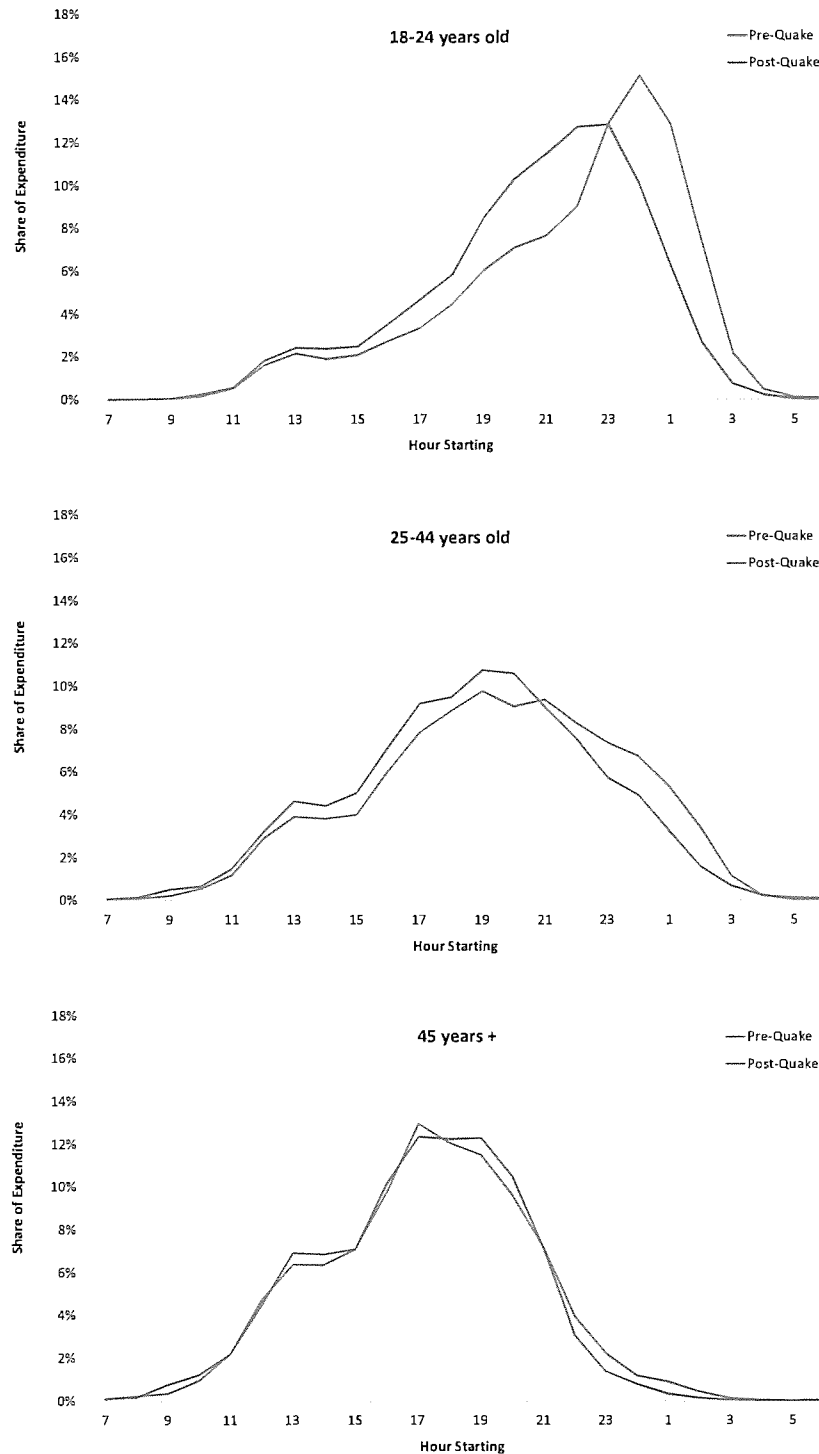 18%
18-24 years old
Pre-Quake
16%
Post-Quake
14%
12%
10%
8%
6%
4%
2%
0%
Share of Expenditure
7 9 11 13 15 17 19 21 23 1 3 5
Hour Starting
18%
25-44 years old
Pre-Quake
16%
Post-Quake
14%
12%
10%
8%
6%
4%
2%
0%
Share of Expenditure
7 9 11 13 15 17 19 21 23 1 3 5
Hour Starting
18%
45 years +
Pre-Quake
16%
Post-Quake
14%
12%
10%
8%
6%
4%
2%
0%
Share of Expenditure
7 9 11 13 15 17 19 21 23 1 3 5
Hour Starting